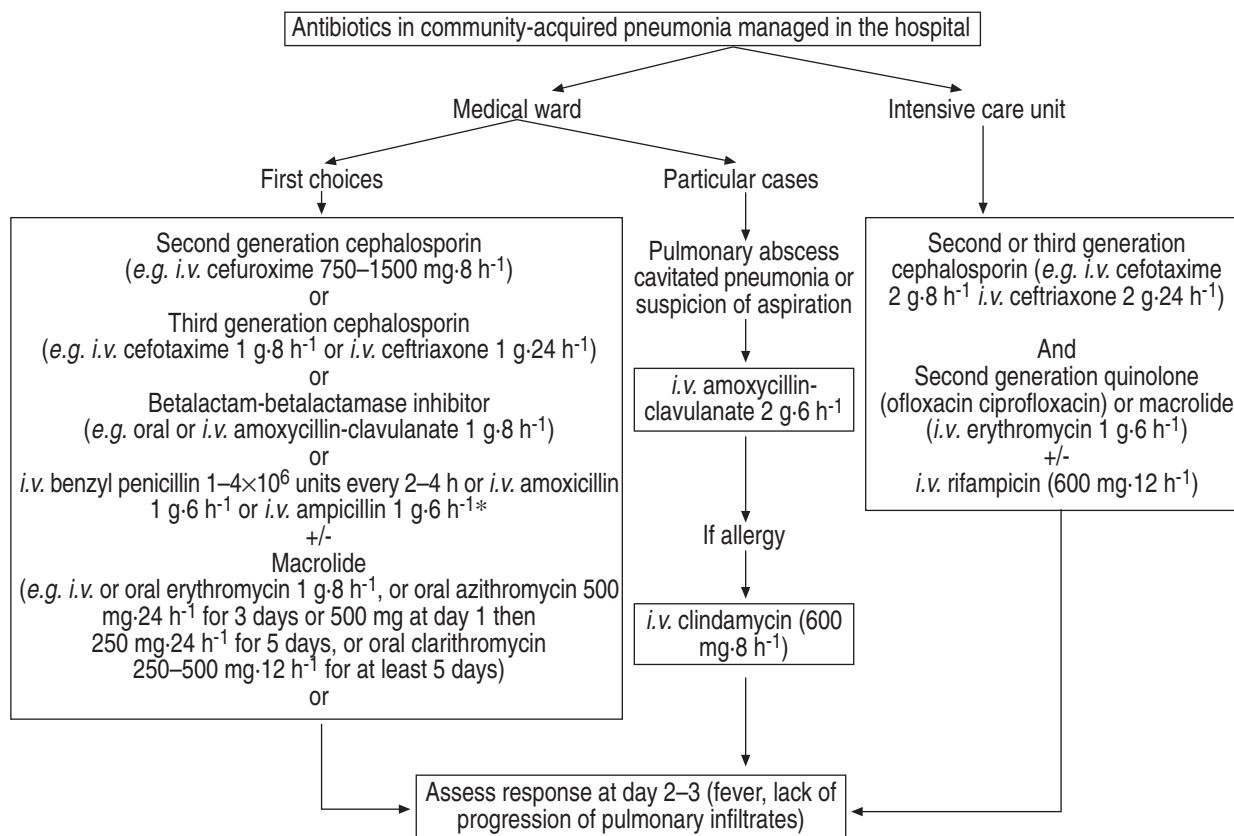 Antibiotics in community-acquired pneumonia managed in the hospital
Medical ward
Intensive care unit
First choices
Particular cases
Second generation cephalosporin
(e.g. i.v. cefuroxime 750–1500 mg·8 h⁻¹)
or
Third generation cephalosporin
(e.g. i.v. cefotaxime 1 g·8 h⁻¹ or i.v. ceftriaxone 1 g·24 h⁻¹)
or
Betalactam-betalactamase inhibitor
(e.g. oral or i.v. amoxycillin-clavulanate 1 g·8 h⁻¹)
or
i.v. benzyl penicillin 1–4×10⁶ units every 2–4 h or i.v. amoxicillin
1 g·6 h⁻¹ or i.v. ampicillin 1 g·6 h⁻¹*
+/-
Macrolide
(e.g. i.v. or oral erythromycin 1 g·8 h⁻¹, or oral azithromycin 500
mg·24 h⁻¹ for 3 days or 500 mg at day 1 then
250 mg·24 h⁻¹ for 5 days, or oral clarithromycin
250–500 mg·12 h⁻¹ for at least 5 days)
or
Pulmonary abscess
cavitated pneumonia or
suspicion of aspiration
i.v. amoxycillin-
clavulanate 2 g·6 h⁻¹
If allergy
i.v. clindamycin (600
mg·8 h⁻¹)
Second or third generation
cephalosporin (e.g. i.v. cefotaxime
2 g·8 h⁻¹ i.v. ceftriaxone 2 g·24 h⁻¹)
And
Second generation quinolone
(ofloxacin ciprofloxacin) or macrolide
(i.v. erythromycin 1 g·6 h⁻¹)
+/-
i.v. rifampicin (600 mg·12 h⁻¹)
Assess response at day 2–3 (fever, lack of
progression of pulmonary infiltrates)